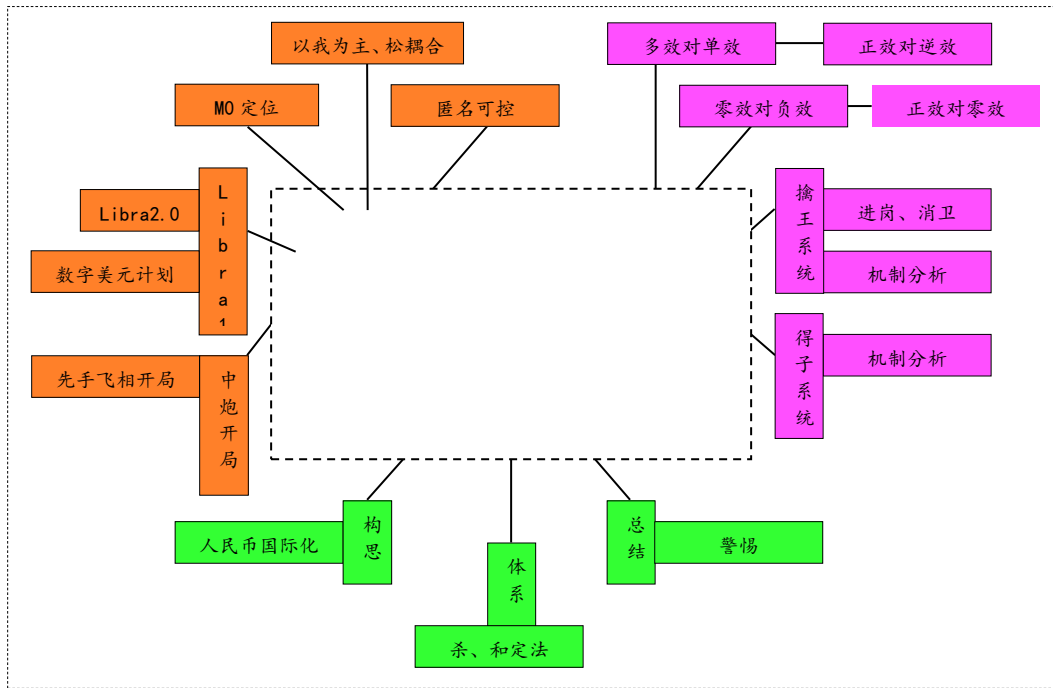 以我为主、松耦合
多效对单效
正效对逆效
M0 定位
匿名可控
零效对负效
正效对零效
Libra1
Libra2.0
数字美元计划
擒王系统
进岗、消卫
机制分析
先手飞相开局
中炮开局
得子系统
机制分析
人民币国际化
构思
体系
杀、和定法
总结
警惕